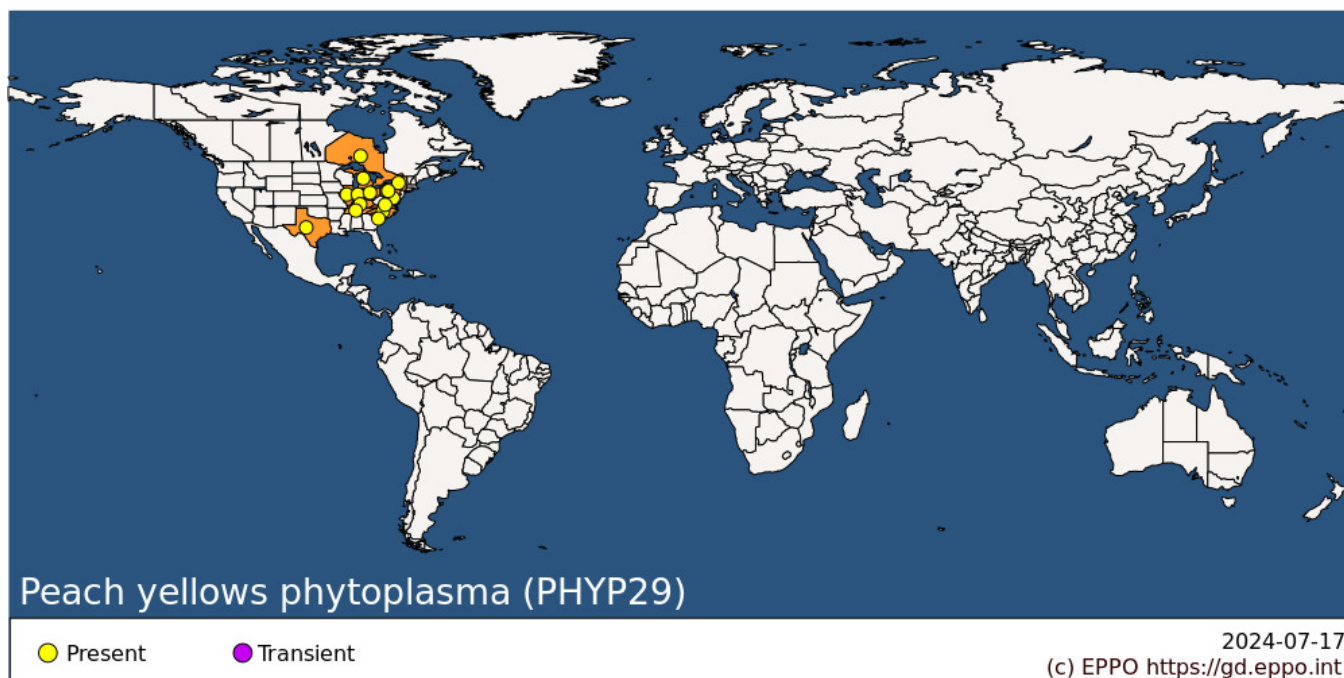 Peach yellows phytoplasma (PHYP29)
Present
Transient
2024-07-17
(c) EPPO https://gd.eppo.int